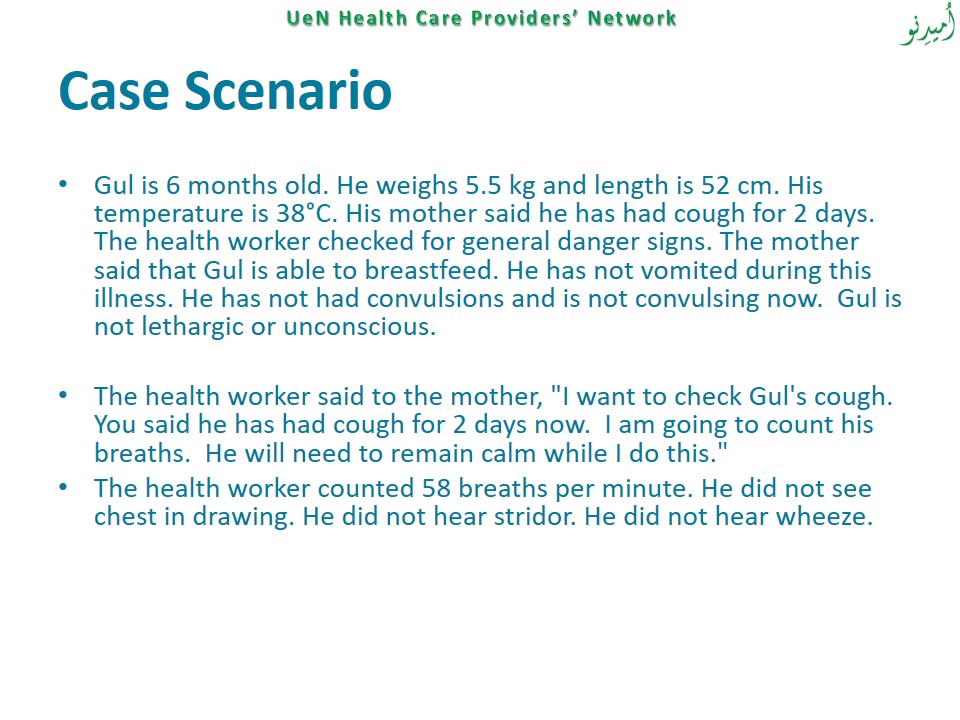 UeN Health Care Providers’ Network
اُمیدِنو
Case Scenario
• Gul is 6 months old. He weighs 5.5 kg and length is 52 cm. His
temperature is 38°C. His mother said he has had cough for 2 days.
The health worker checked for general danger signs. The mother
said that Gul is able to breastfeed. He has not vomited during this
illness. He has not had convulsions and is not convulsing now.  Gul is
not lethargic or unconscious.
• The health worker said to the mother, "I want to check Gul's cough.
You said he has had cough for 2 days now.  I am going to count his
breaths.  He will need to remain calm while I do this."
• The health worker counted 58 breaths per minute. He did not see
chest in drawing. He did not hear stridor. He did not hear wheeze.